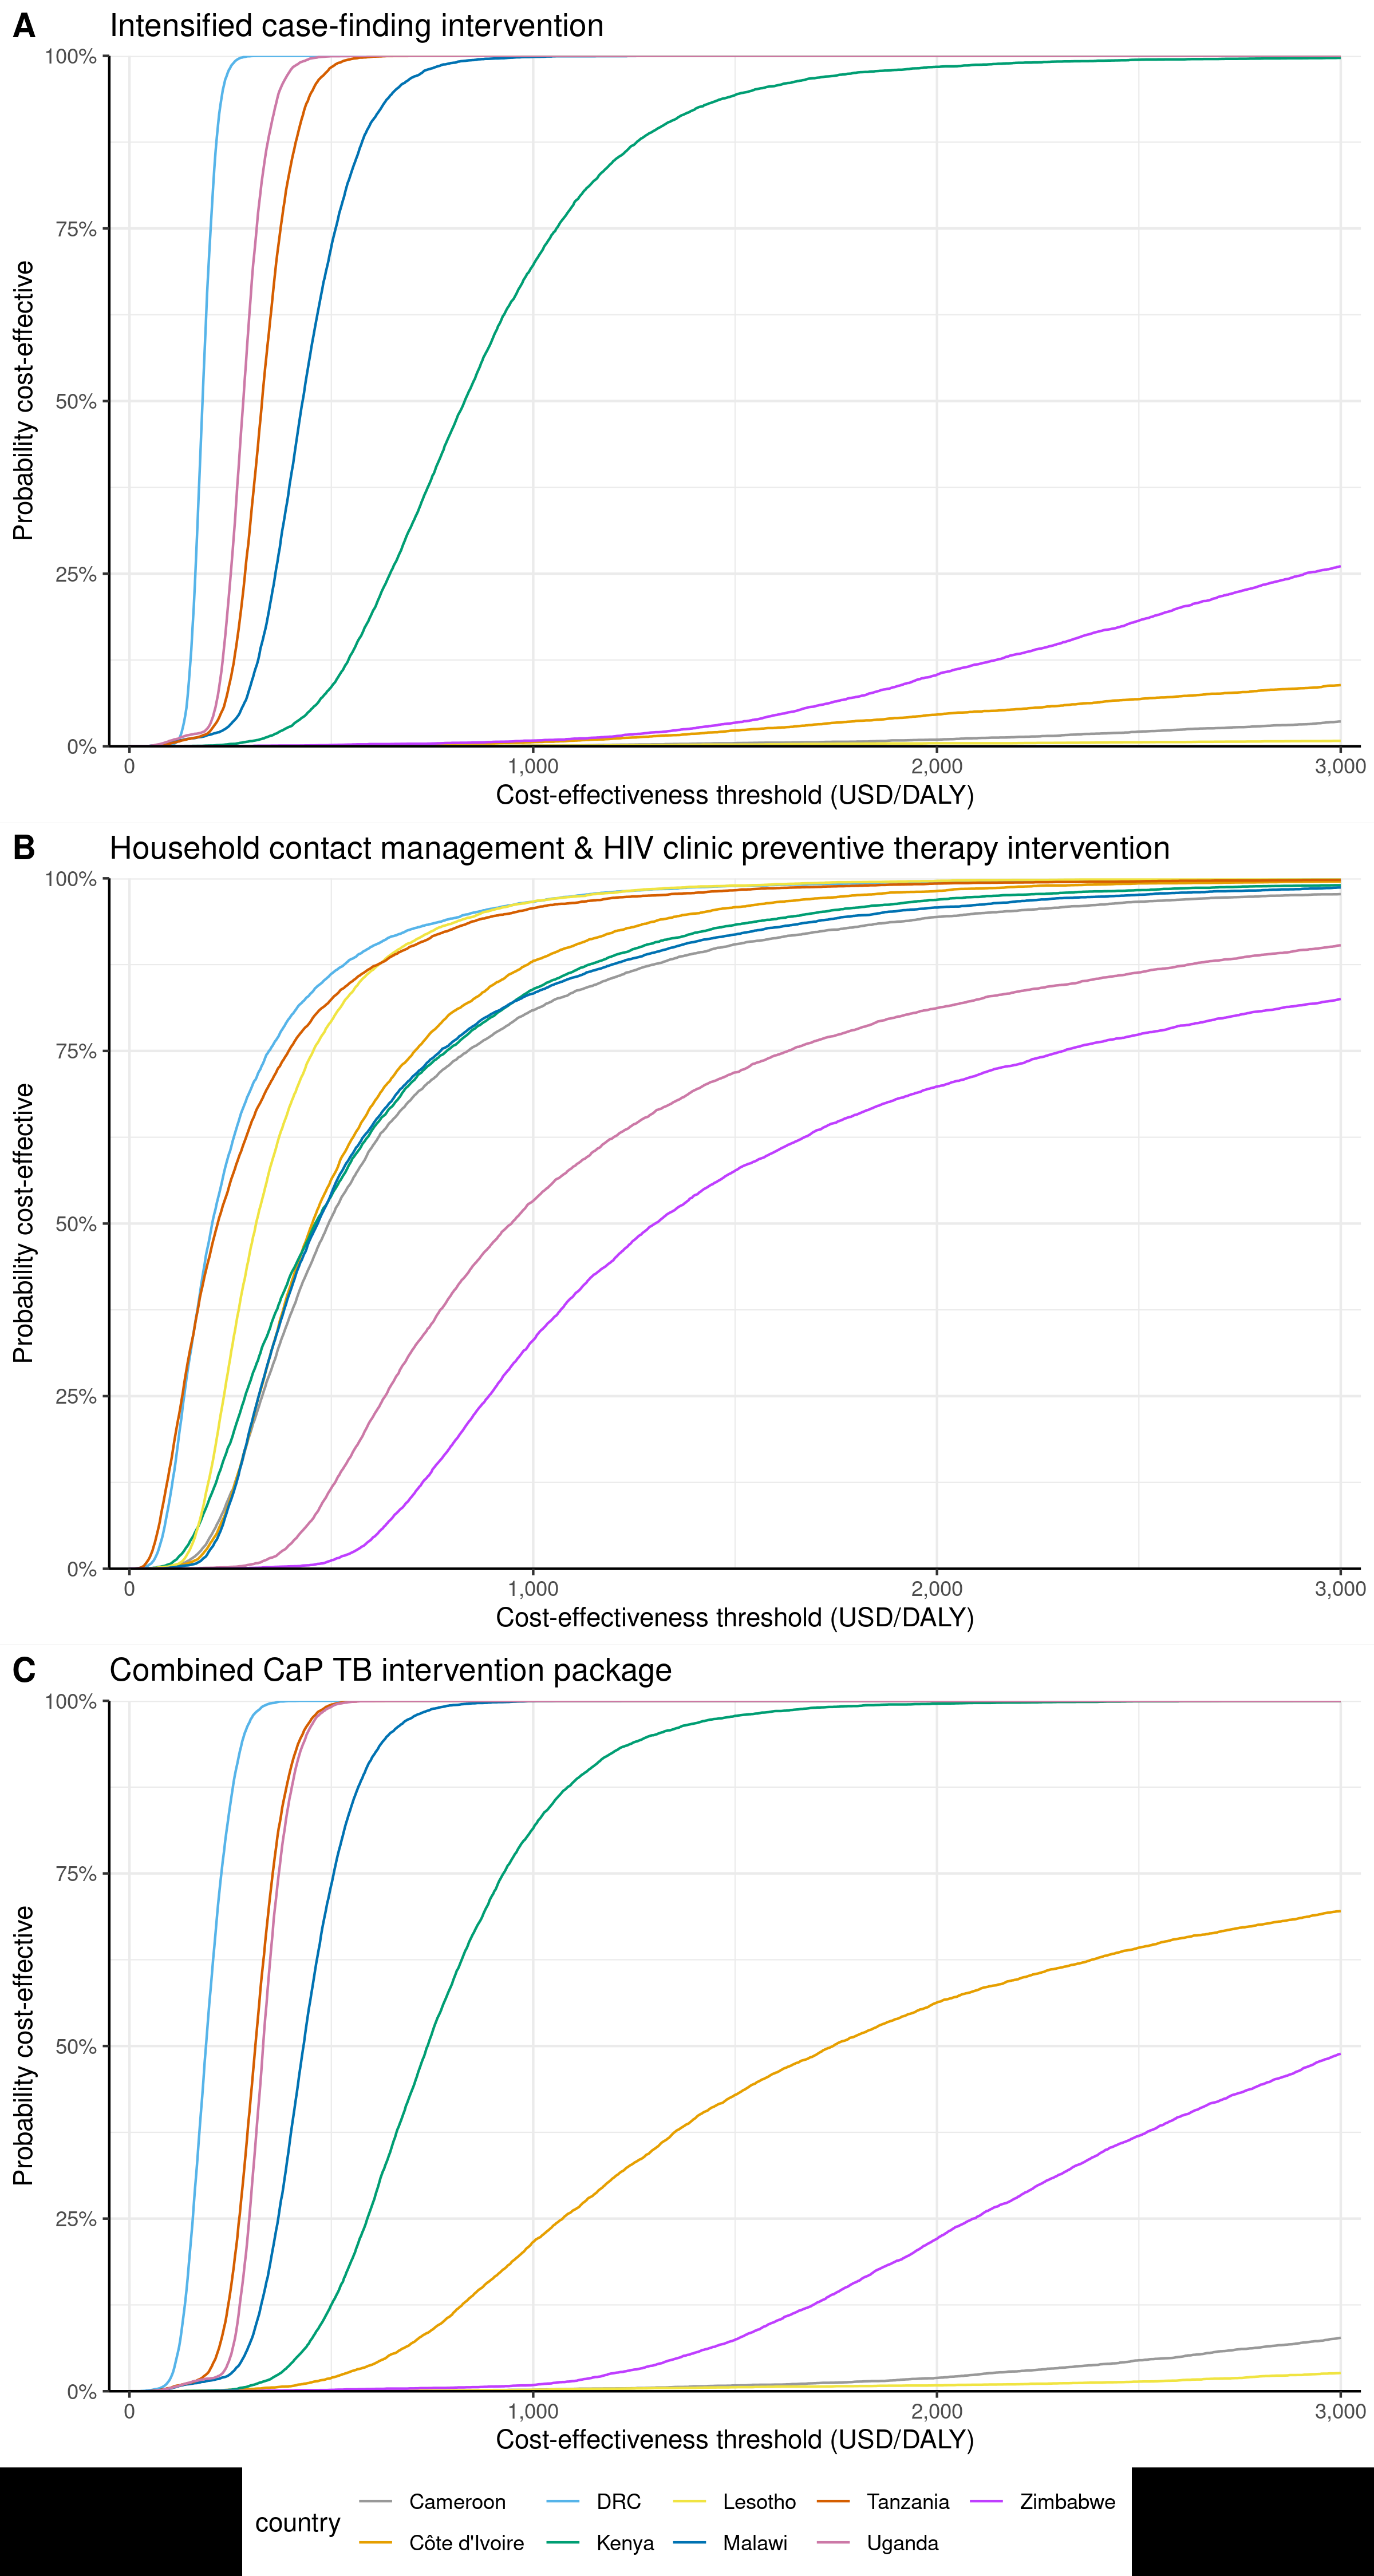 A Intensified case-finding intervention
100%
75%
50%
25%
0%
Probability cost-effective
0 1,000 2,000 3,000
Cost-effectiveness threshold (USD/DALY)
B Household contact management & HIV clinic preventive therapy intervention
100%
75%
50%
25%
0%
Probability cost-effective
0 1,000 2,000 3,000
Cost-effectiveness threshold (USD/DALY)
C Combined CaP TB intervention package
100%
75%
50%
25%
0%
Probability cost-effective
0 1,000 2,000 3,000
Cost-effectiveness threshold (USD/DALY)
country
Cameroon DRC Lesotho Tanzania Zimbabwe
Côte d'Ivoire Kenya Malawi Uganda